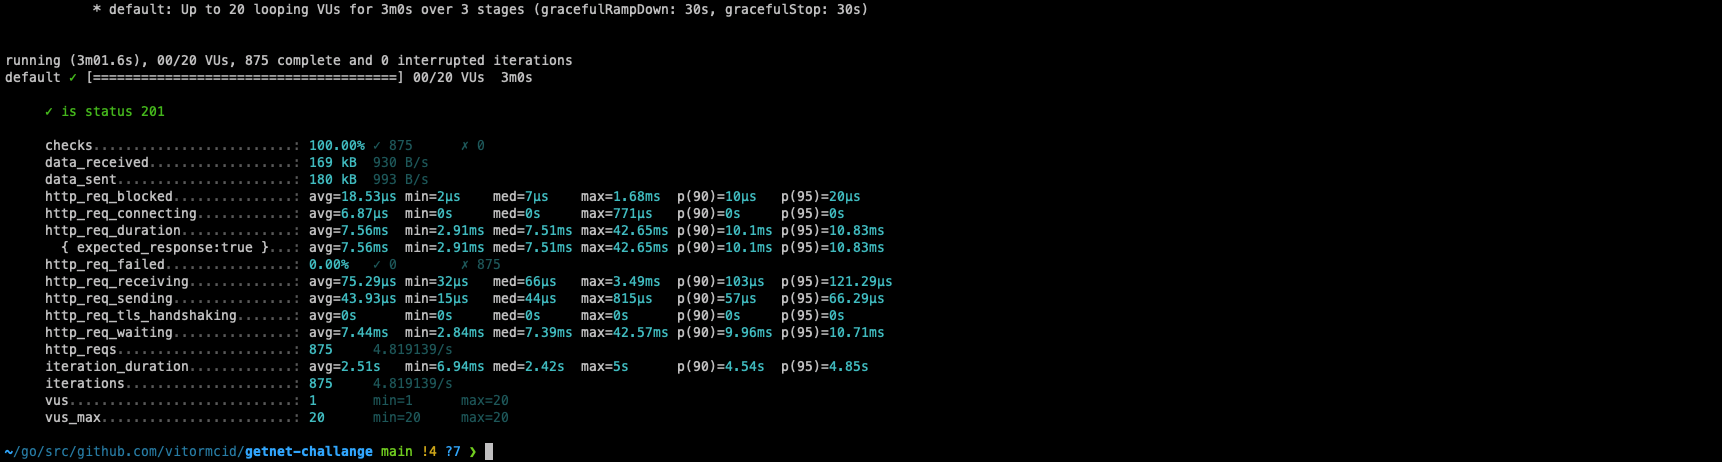 * default: Up to 20 looping VUs for 3m0s over 3 stages (gracefulRampDown: 30s, gracefulStop: 30s)
running (3m01.6s), 00/20 VUs, 875 complete and 0 interrupted iterations
default ✓ [======================================] 00/20 VUs  3m0s
✓ is status 201
checks.........................: 100.00% ✓ 875      ✗ 0
data_received..................: 169 kB  930 B/s
data_sent......................: 180 kB  993 B/s
http_req_blocked...............: avg=18.53µs min=2µs    med=7µs    max=1.68ms  p(90)=10µs   p(95)=20µs
http_req_connecting............: avg=6.87µs  min=0s     med=0s     max=771µs   p(90)=0s     p(95)=0s
http_req_duration..............: avg=7.56ms  min=2.91ms med=7.51ms max=42.65ms p(90)=10.1ms p(95)=10.83ms
{ expected_response:true }...: avg=7.56ms  min=2.91ms med=7.51ms max=42.65ms p(90)=10.1ms p(95)=10.83ms
http_req_failed................: 0.00%   ✓ 0        ✗ 875
http_req_receiving.............: avg=75.29µs min=32µs   med=66µs   max=3.49ms  p(90)=103µs  p(95)=121.29µs
http_req_sending...............: avg=43.93µs min=15µs   med=44µs   max=815µs   p(90)=57µs   p(95)=66.29µs
http_req_tls_handshaking.......: avg=0s      min=0s     med=0s     max=0s      p(90)=0s     p(95)=0s
http_req_waiting...............: avg=7.44ms  min=2.84ms med=7.39ms max=42.57ms p(90)=9.96ms p(95)=10.71ms
http_reqs......................: 875     4.819139/s
iteration_duration.............: avg=2.51s   min=6.94ms med=2.42s  max=5s      p(90)=4.54s  p(95)=4.85s
iterations.....................: 875     4.819139/s
vus............................: 1       min=1      max=20
vus_max........................: 20      min=20     max=20
~/go/src/github.com/vitormcid/getnet-challange main !4 ?7 ❯